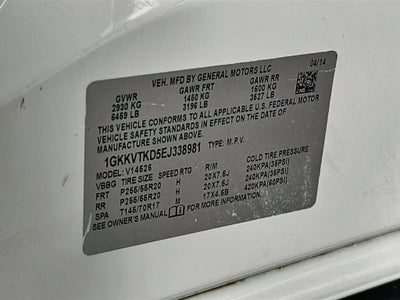 VEH. MFD BY GENERAL MOTORS LLC 04/14
GVWR GAWR FRT GAWR RR
2930 KG 1450 KG 1600 KG
6459 LB 3196 LB 3527 LB
THIS VEHICLE CONFORMS TO ALL APPLICABLE U.S. FEDERAL MOTOR
VEHICLE SAFETY AND THEFT PREVENTION STANDARDS IN EFFECT ON
THE DATE OF MANUFACTURE SHOWN ABOVE.
1GKKVTKD5EJ338981 TYPE: M.P.V.
MODEL: V14526
VBBG TIRE SIZE SPEED RTG R/M COLD TIRE PRESSURE
FRT P255/55R20 H 20X7.5J 240KPA(35PSI)
RR P255/55R20 H 20X7.5J 240KPA(35PSI)
SPA T145/70R17 M 17X4.5B 420KPA(60PSI)
SEE OWNER'S MANUAL FOR MORE INFORMATION.